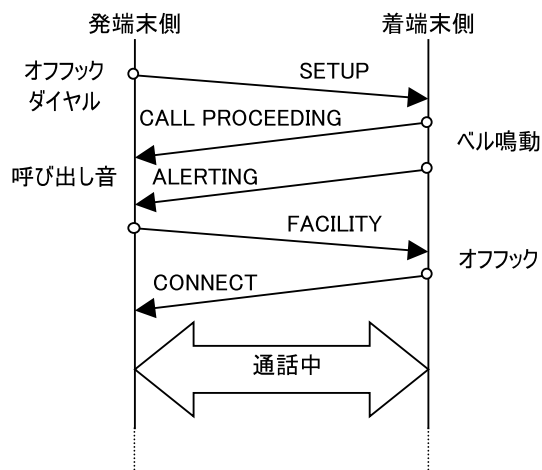 発端末側
着端末側
オフフック
ダイヤル
SETUP
CALL PROCEEDING
ベル鳴動
呼び出し音
ALERTING
FACILITY
オフフック
CONNECT
通話中